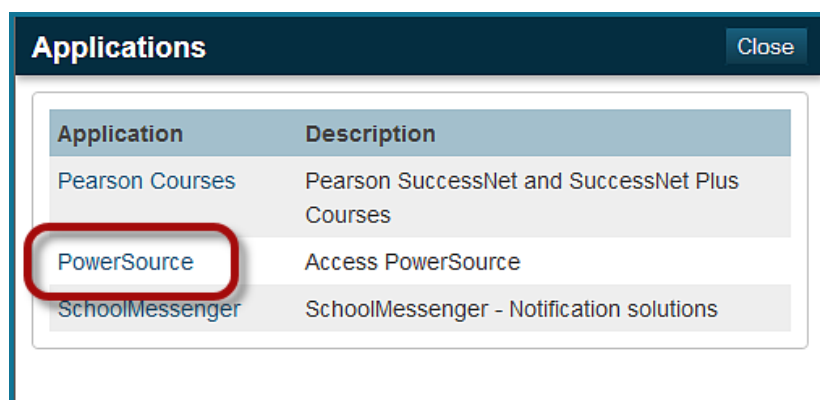 Applications Close
Application Description
Pearson Courses Pearson SuccessNet and SuccessNet Plus
Courses
PowerSource Access PowerSource
SchoolMessenger SchoolMessenger - Notification solutions